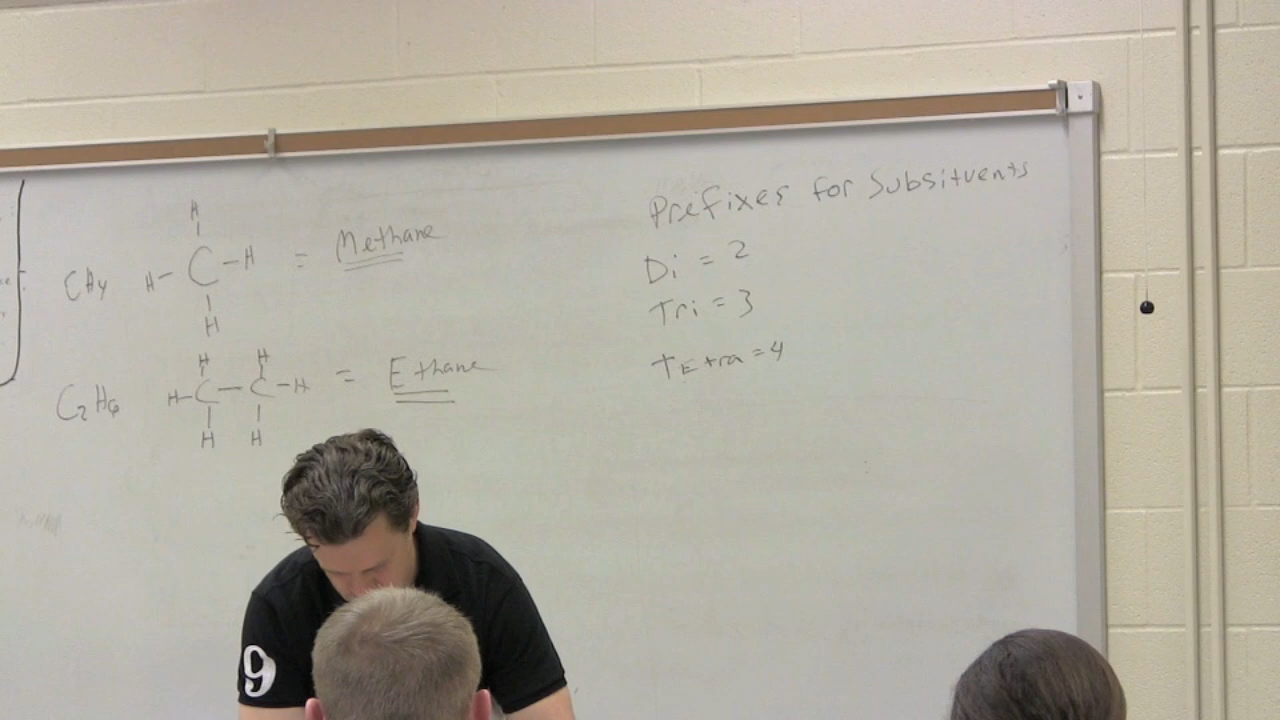 H
CH4 H-C-H = Methane
H
H H
C2H6 H-C-C-H = Ethane
H H
Prefixes for Subsituents
Di = 2
Tri = 3
TEtra = 4
9